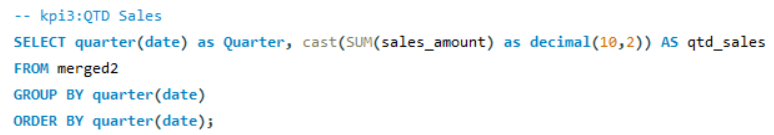 -- kpi3:QTD Sales
SELECT quarter(date) as Quarter, cast(SUM(sales_amount) as decimal(10,2)) AS qtd_sales
FROM merged2
GROUP BY quarter(date)
ORDER BY quarter(date);